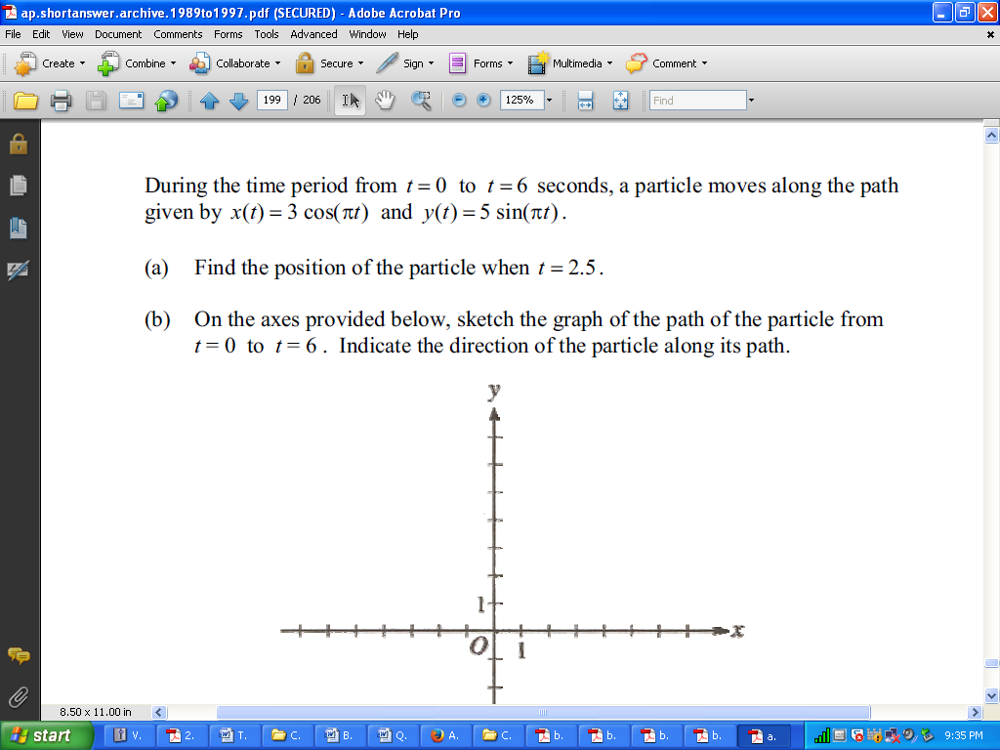 ap.shortanswer.archive.1989to1997.pdf (SECURED) - Adobe Acrobat Pro
File Edit View Document Comments Forms Tools Advanced Window Help
Create Combine Collaborate Secure Sign Forms Multimedia Comment
199 / 206 125% Find
During the time period from t = 0 to t = 6 seconds, a particle moves along the path
given by x(t) = 3 cos(πt) and y(t) = 5 sin(πt).
(a) Find the position of the particle when t = 2.5.
(b) On the axes provided below, sketch the graph of the path of the particle from
t = 0 to t = 6. Indicate the direction of the particle along its path.
y
1
x
O 1
8.50 x 11.00 in
start V. 2. T. C. B. Q. A. C. b. b. b. b. a. 9:35 PM